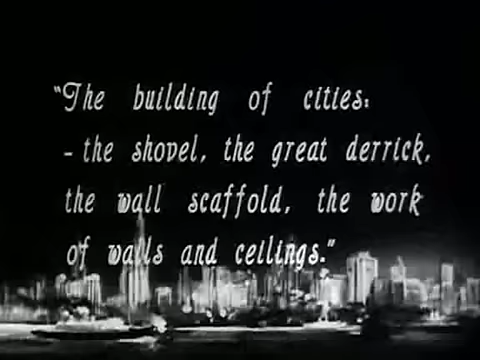 "The building of cities:
- the shovel, the great derrick,
the wall scaffold, the work
of walls and ceilings."